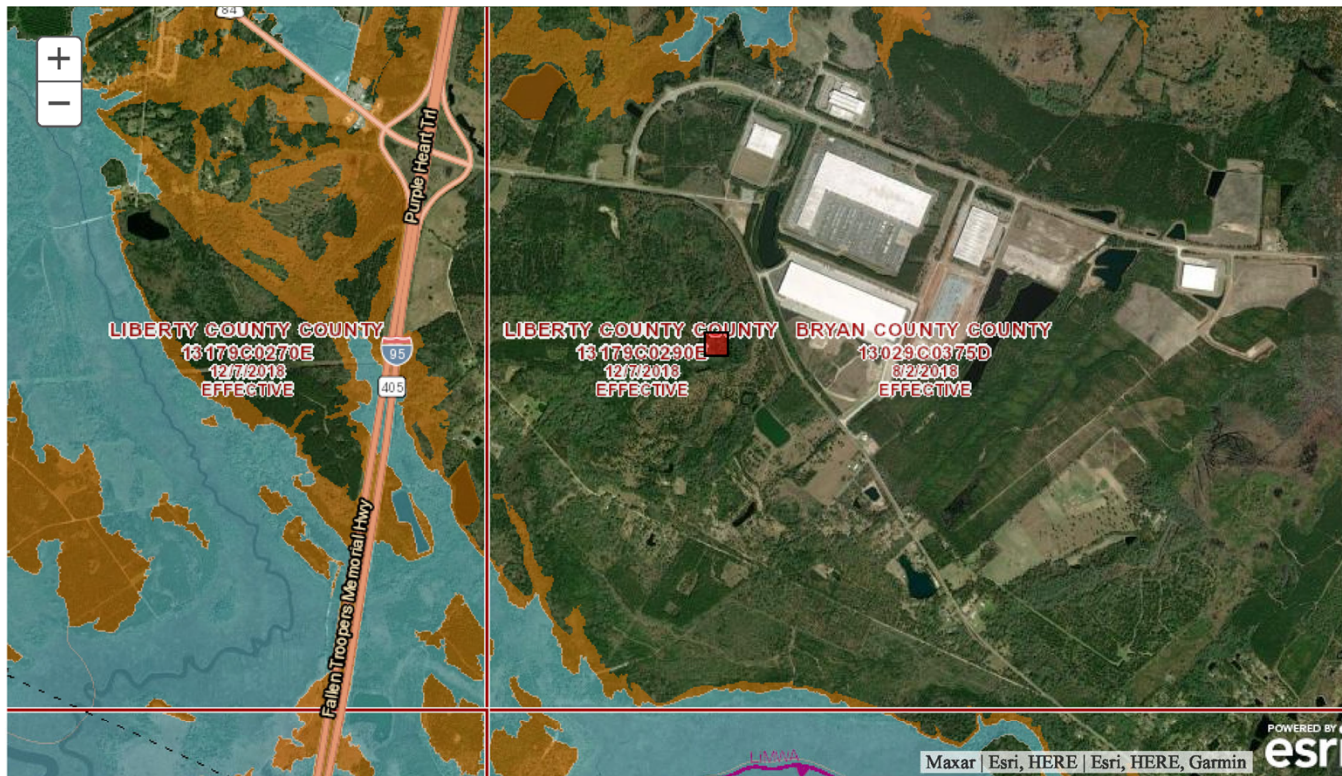 84
+
−
Purple Heart Trl
LIBERTY COUNTY COUNTY
13179C0270E
12/7/2018
EFFECTIVE
95
405
LIBERTY COUNTY COUNTY
13179C0290E
12/7/2018
EFFECTIVE
BRYAN COUNTY COUNTY
13029C0375D
8/2/2018
EFFECTIVE
Fallen Troopers Memorial Hwy
LIMWA
POWERED BY
esri
Maxar | Esri, HERE | Esri, HERE, Garmin